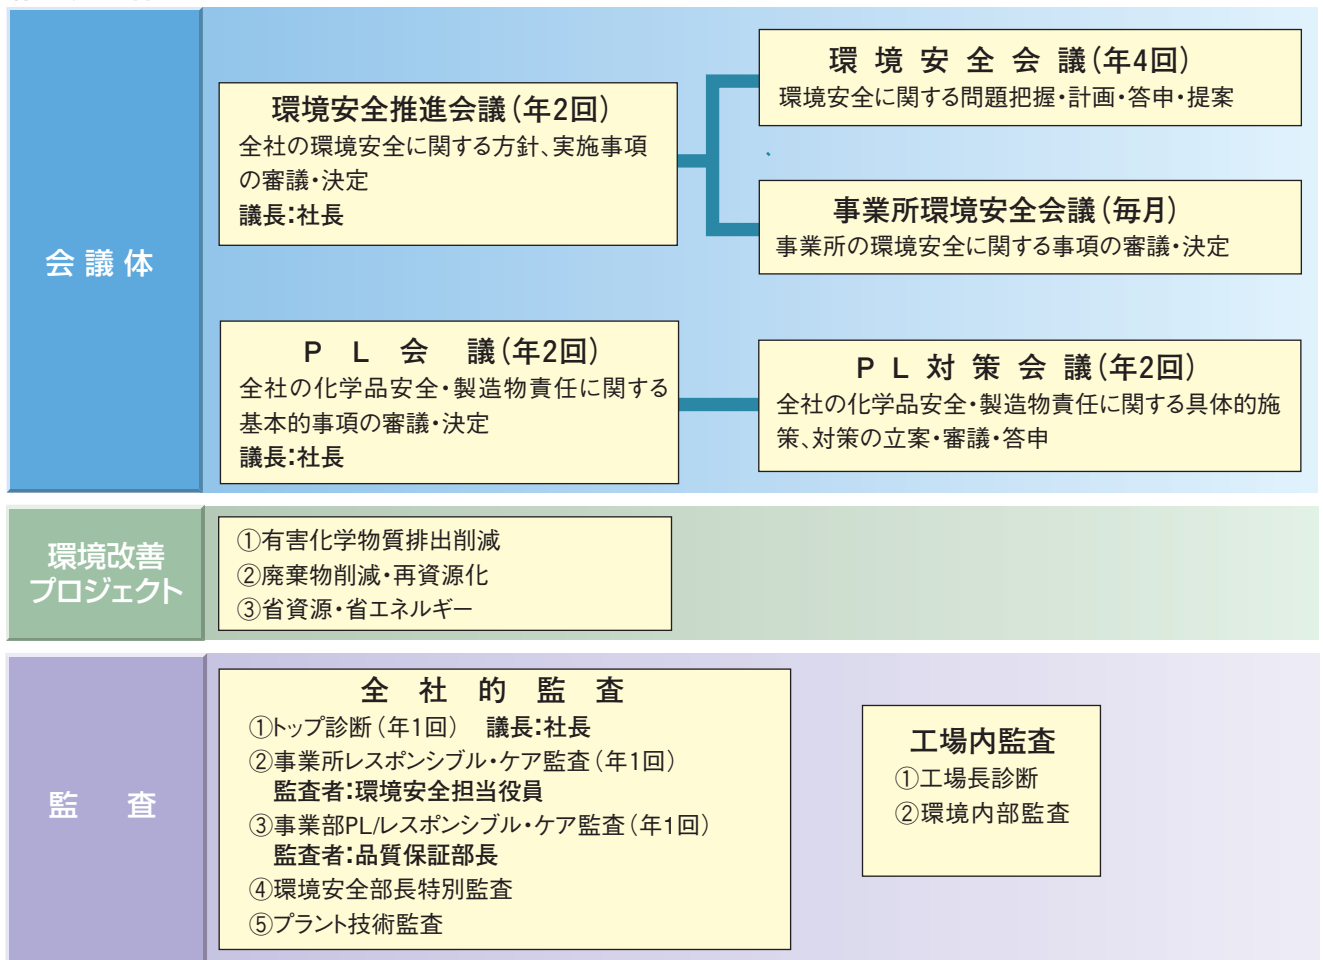 会議体
環境安全推進会議（年2回）
全社の環境安全に関する方針、実施事項
の審議・決定
議長：社長
環境安全会議（年4回）
環境安全に関する問題把握・計画・答申・提案
事業所環境安全会議（毎月）
事業所の環境安全に関する事項の審議・決定
PL会議（年2回）
全社の化学品安全・製造物責任に関する
基本的事項の審議・決定
議長：社長
PL対策会議（年2回）
全社の化学品安全・製造物責任に関する具体的施
策、対策の立案・審議・答申
環境改善
プロジェクト
①有害化学物質排出削減
②廃棄物削減・再資源化
③省資源・省エネルギー
監査
全社的監査
①トップ診断（年1回） 議長：社長
②事業所レスポンシブル・ケア監査（年1回）
監査者：環境安全担当役員
③事業部PL/レスポンシブル・ケア監査（年1回）
監査者：品質保証部長
④環境安全部長特別監査
⑤プラント技術監査
工場内監査
①工場長診断
②環境内部監査